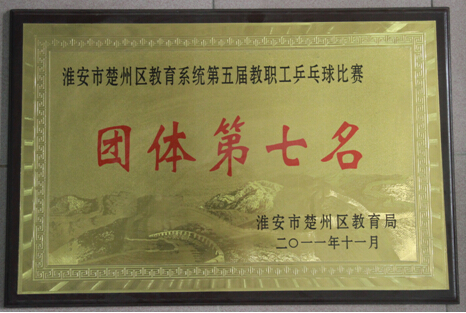 淮安市楚州区教育系统第五届教职工乒乓球比赛
团体第七名
淮安市楚州区教育局
二〇一一年十一月